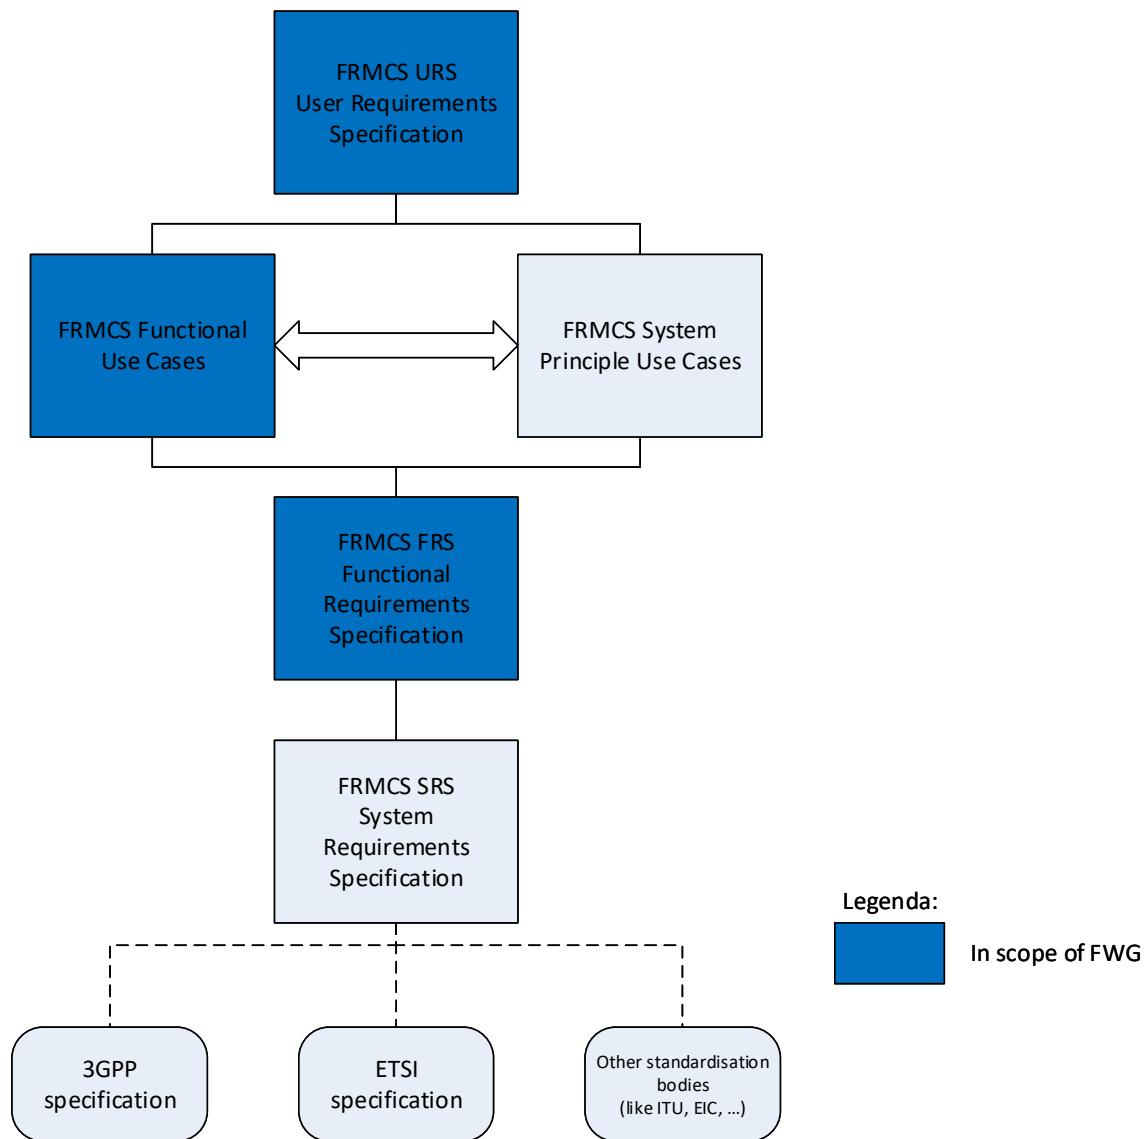 FRMCS URS
User Requirements
Specification
FRMCS Functional
Use Cases
FRMCS System
Principle Use Cases
FRMCS FRS
Functional
Requirements
Specification
FRMCS SRS
System
Requirements
Specification
Legenda:
In scope of FWG
3GPP
specification
ETSI
specification
Other standardisation
bodies
(like ITU, EIC, …)